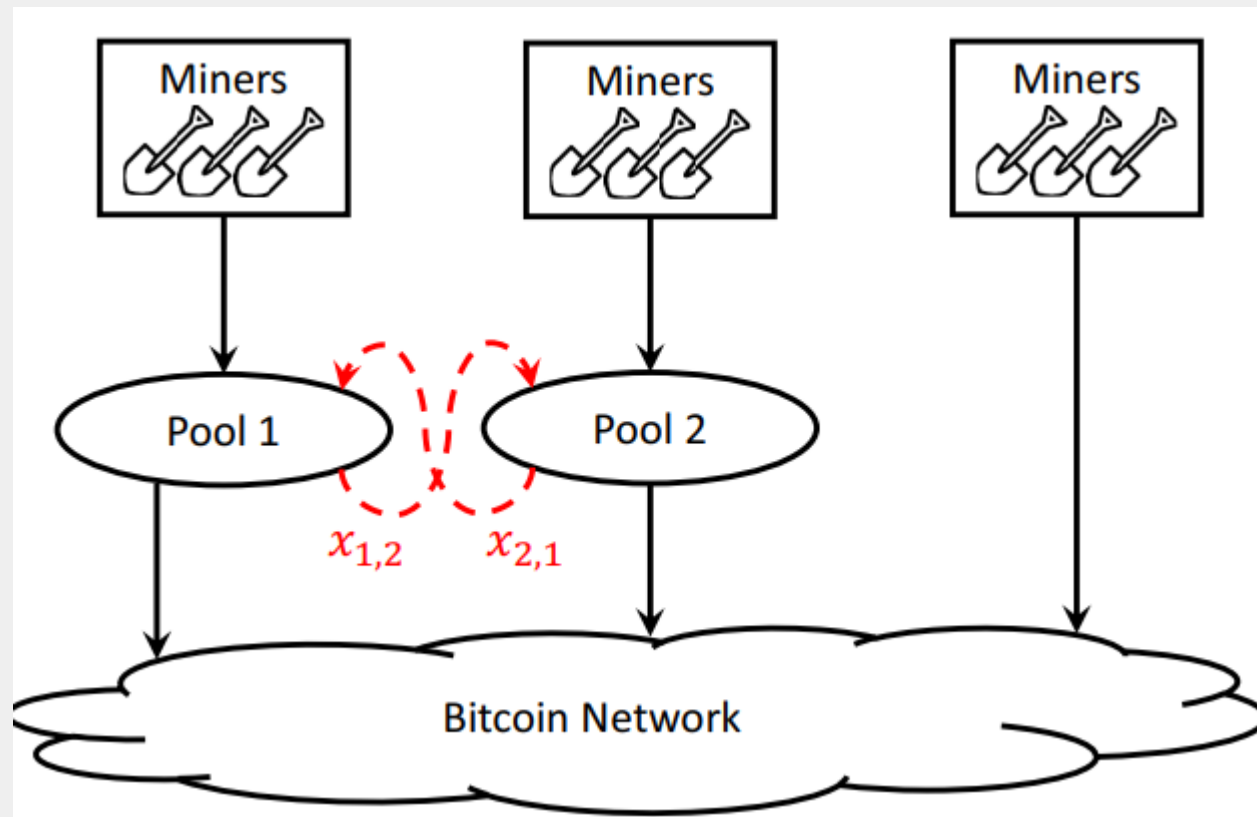 Miners
Miners
Miners
Pool 1
Pool 2
x1,2
x2,1
Bitcoin Network